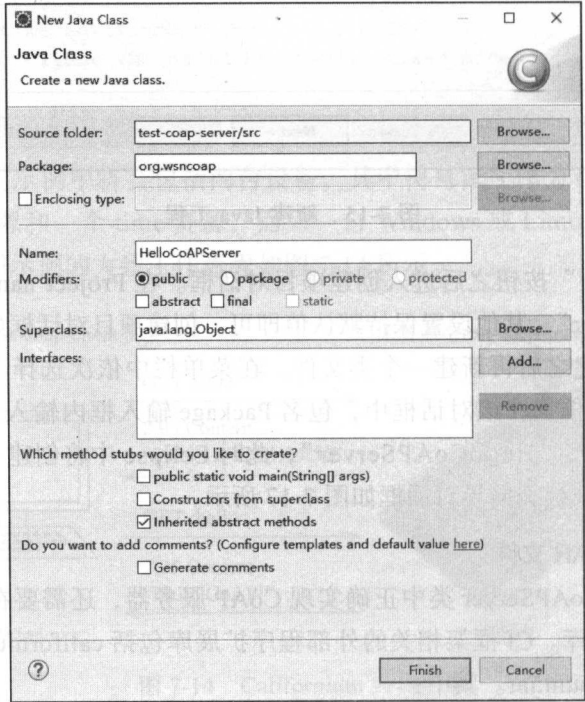 New Java Class
Java Class
Create a new Java class.
C
Source folder: test-coap-server/src Browse...
Package: org.wsncoap Browse...
Enclosing type: Browse...
Name: HelloCoAPServer
Modifiers: public package private protected
abstract final static
Superclass: java.lang.Object Browse...
Interfaces: Add...
Remove
Which method stubs would you like to create?
public static void main(String[] args)
Constructors from superclass
Inherited abstract methods
Do you want to add comments? (Configure templates and default value here)
Generate comments
? Finish Cancel